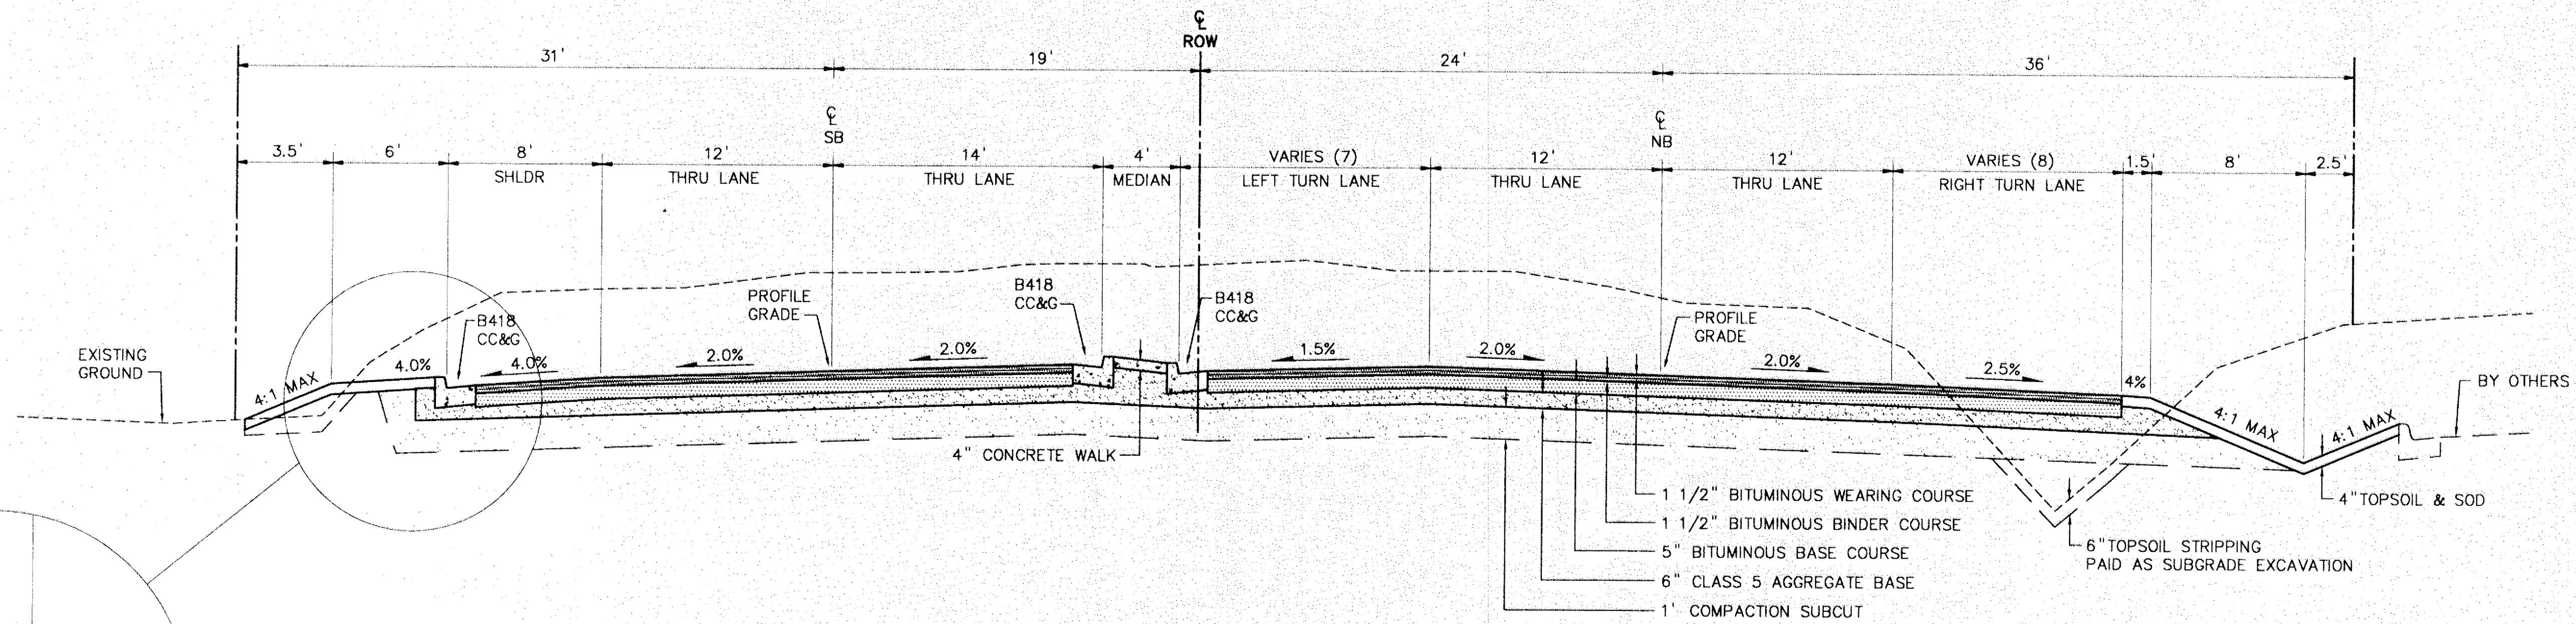 ℄
ROW
31'
19'
24'
36'
℄
SB
℄
NB
3.5'
6'
8'
SHLDR
12'
THRU LANE
14'
THRU LANE
4'
MEDIAN
VARIES (7)
LEFT TURN LANE
12'
THRU LANE
12'
THRU LANE
VARIES (8)
RIGHT TURN LANE
1.5'
8'
2.5'
EXISTING
GROUND
4:1 MAX
4.0%
B418
CC&G
4.0%
2.0%
PROFILE
GRADE
2.0%
B418
CC&G
B418
CC&G
1.5%
2.0%
PROFILE
GRADE
2.0%
2.5%
4%
4:1 MAX
4:1 MAX
BY OTHERS
4" CONCRETE WALK
1 1/2" BITUMINOUS WEARING COURSE
1 1/2" BITUMINOUS BINDER COURSE
5" BITUMINOUS BASE COURSE
6" CLASS 5 AGGREGATE BASE
1' COMPACTION SUBCUT
4"TOPSOIL & SOD
6"TOPSOIL STRIPPING
PAID AS SUBGRADE EXCAVATION